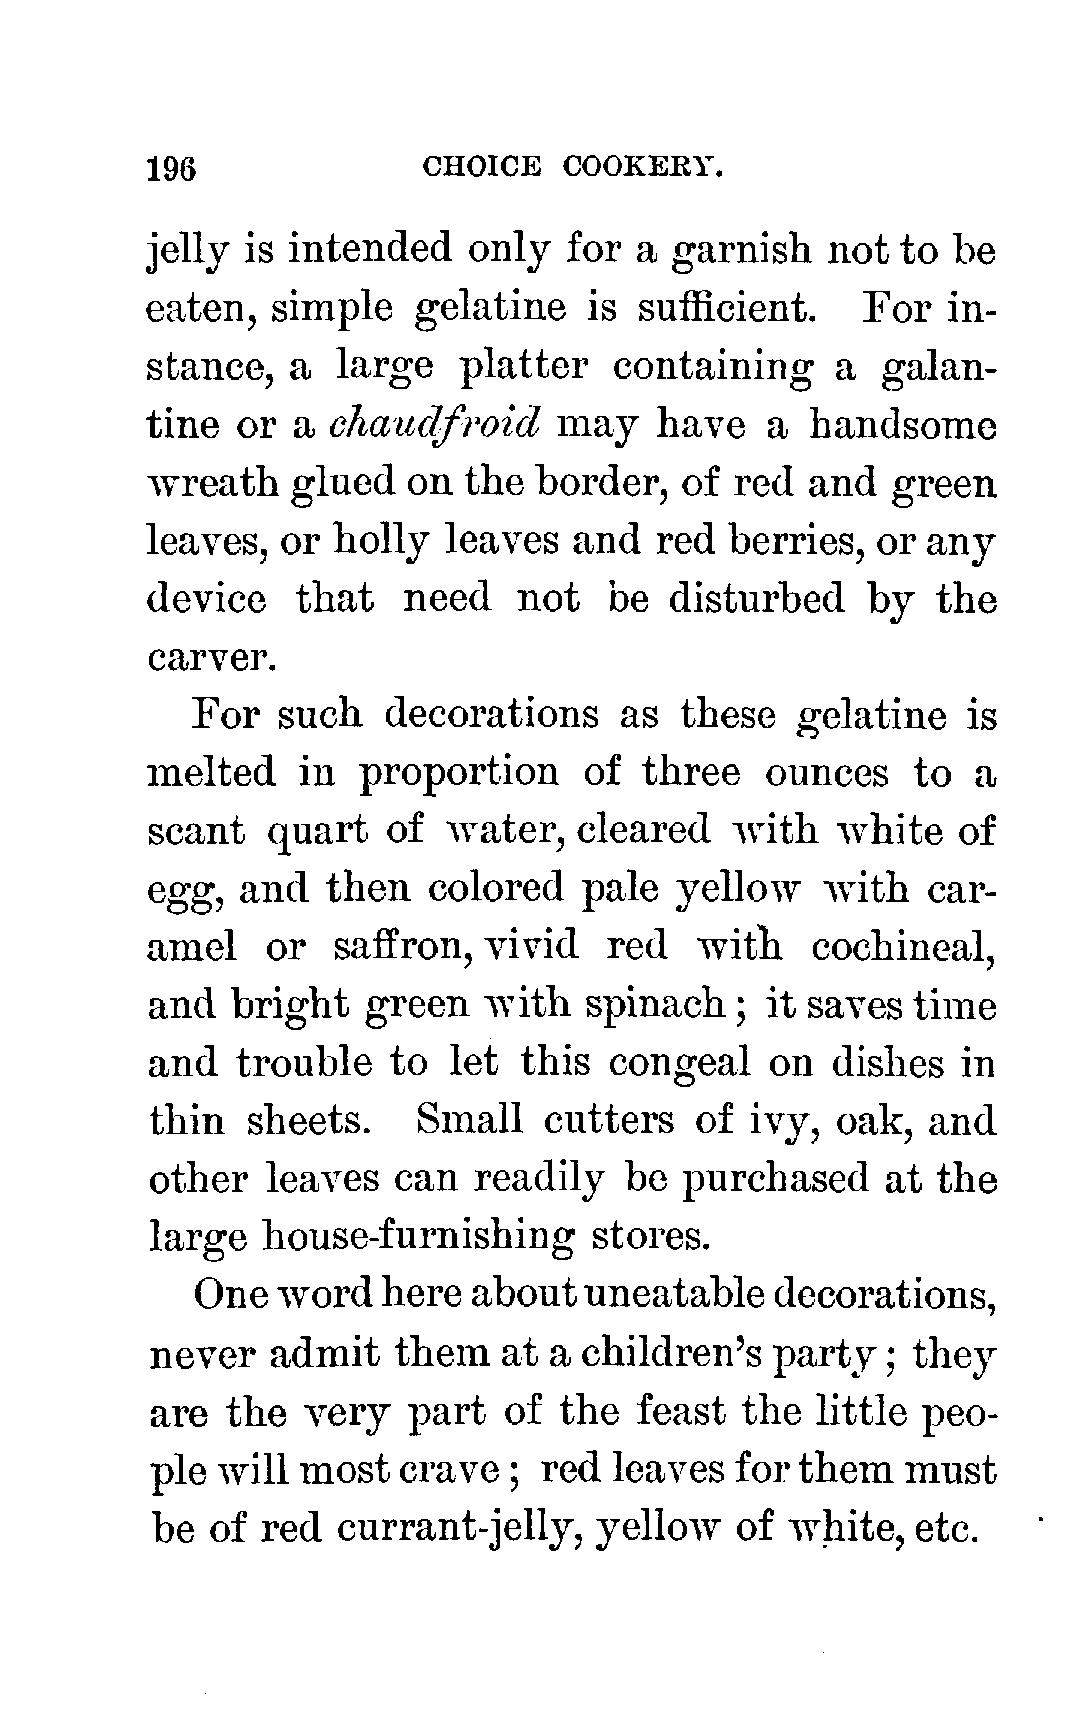 196 CHOICE COOKERY.
jelly is intended only for a garnish not to be
eaten, simple gelatine is sufficient. For in-
stance, a large platter containing a galan-
tine or a chaudfroid may have a handsome
wreath glued on the border, of red and green
leaves, or holly leaves and red berries, or any
device that need not be disturbed by the
carver.
For such decorations as these gelatine is
melted in proportion of three ounces to a
scant quart of water, cleared with white of
egg, and then colored pale yellow with car-
amel or saffron, vivid red with cochineal,
and bright green with spinach; it saves time
and trouble to let this congeal on dishes in
thin sheets. Small cutters of ivy, oak, and
other leaves can readily be purchased at the
large house-furnishing stores.
One word here about uneatable decorations,
never admit them at a children's party; they
are the very part of the feast the little peo-
ple will most crave; red leaves for them must
be of red currant-jelly, yellow of white, etc.